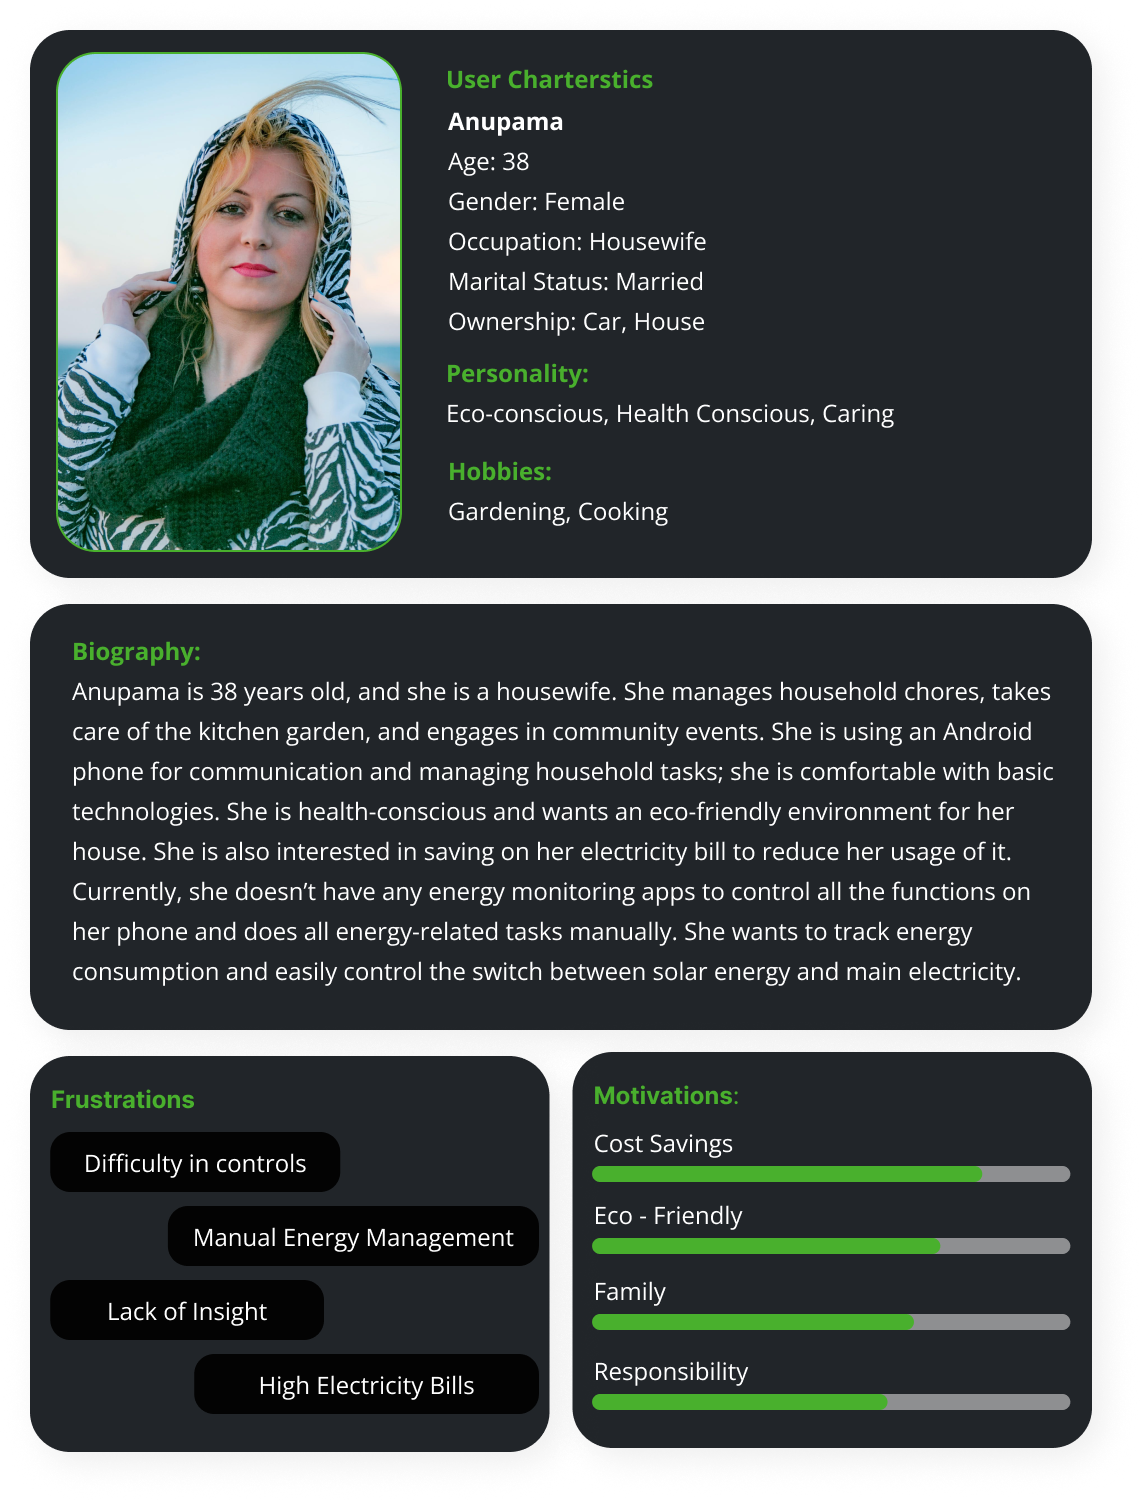 User Charterstics
Anupama
Age: 38
Gender: Female
Occupation: Housewife
Marital Status: Married
Ownership: Car, House
Personality:
Eco-conscious, Health Conscious, Caring
Hobbies:
Gardening, Cooking
Biography:
Anupama is 38 years old, and she is a housewife. She manages household chores, takes
care of the kitchen garden, and engages in community events. She is using an Android
phone for communication and managing household tasks; she is comfortable with basic
technologies. She is health-conscious and wants an eco-friendly environment for her
house. She is also interested in saving on her electricity bill to reduce her usage of it.
Currently, she doesn’t have any energy monitoring apps to control all the functions on
her phone and does all energy-related tasks manually. She wants to track energy
consumption and easily control the switch between solar energy and main electricity.
Frustrations
Difficulty in controls
Manual Energy Management
Lack of Insight
High Electricity Bills
Motivations:
Cost Savings
Eco - Friendly
Family
Responsibility